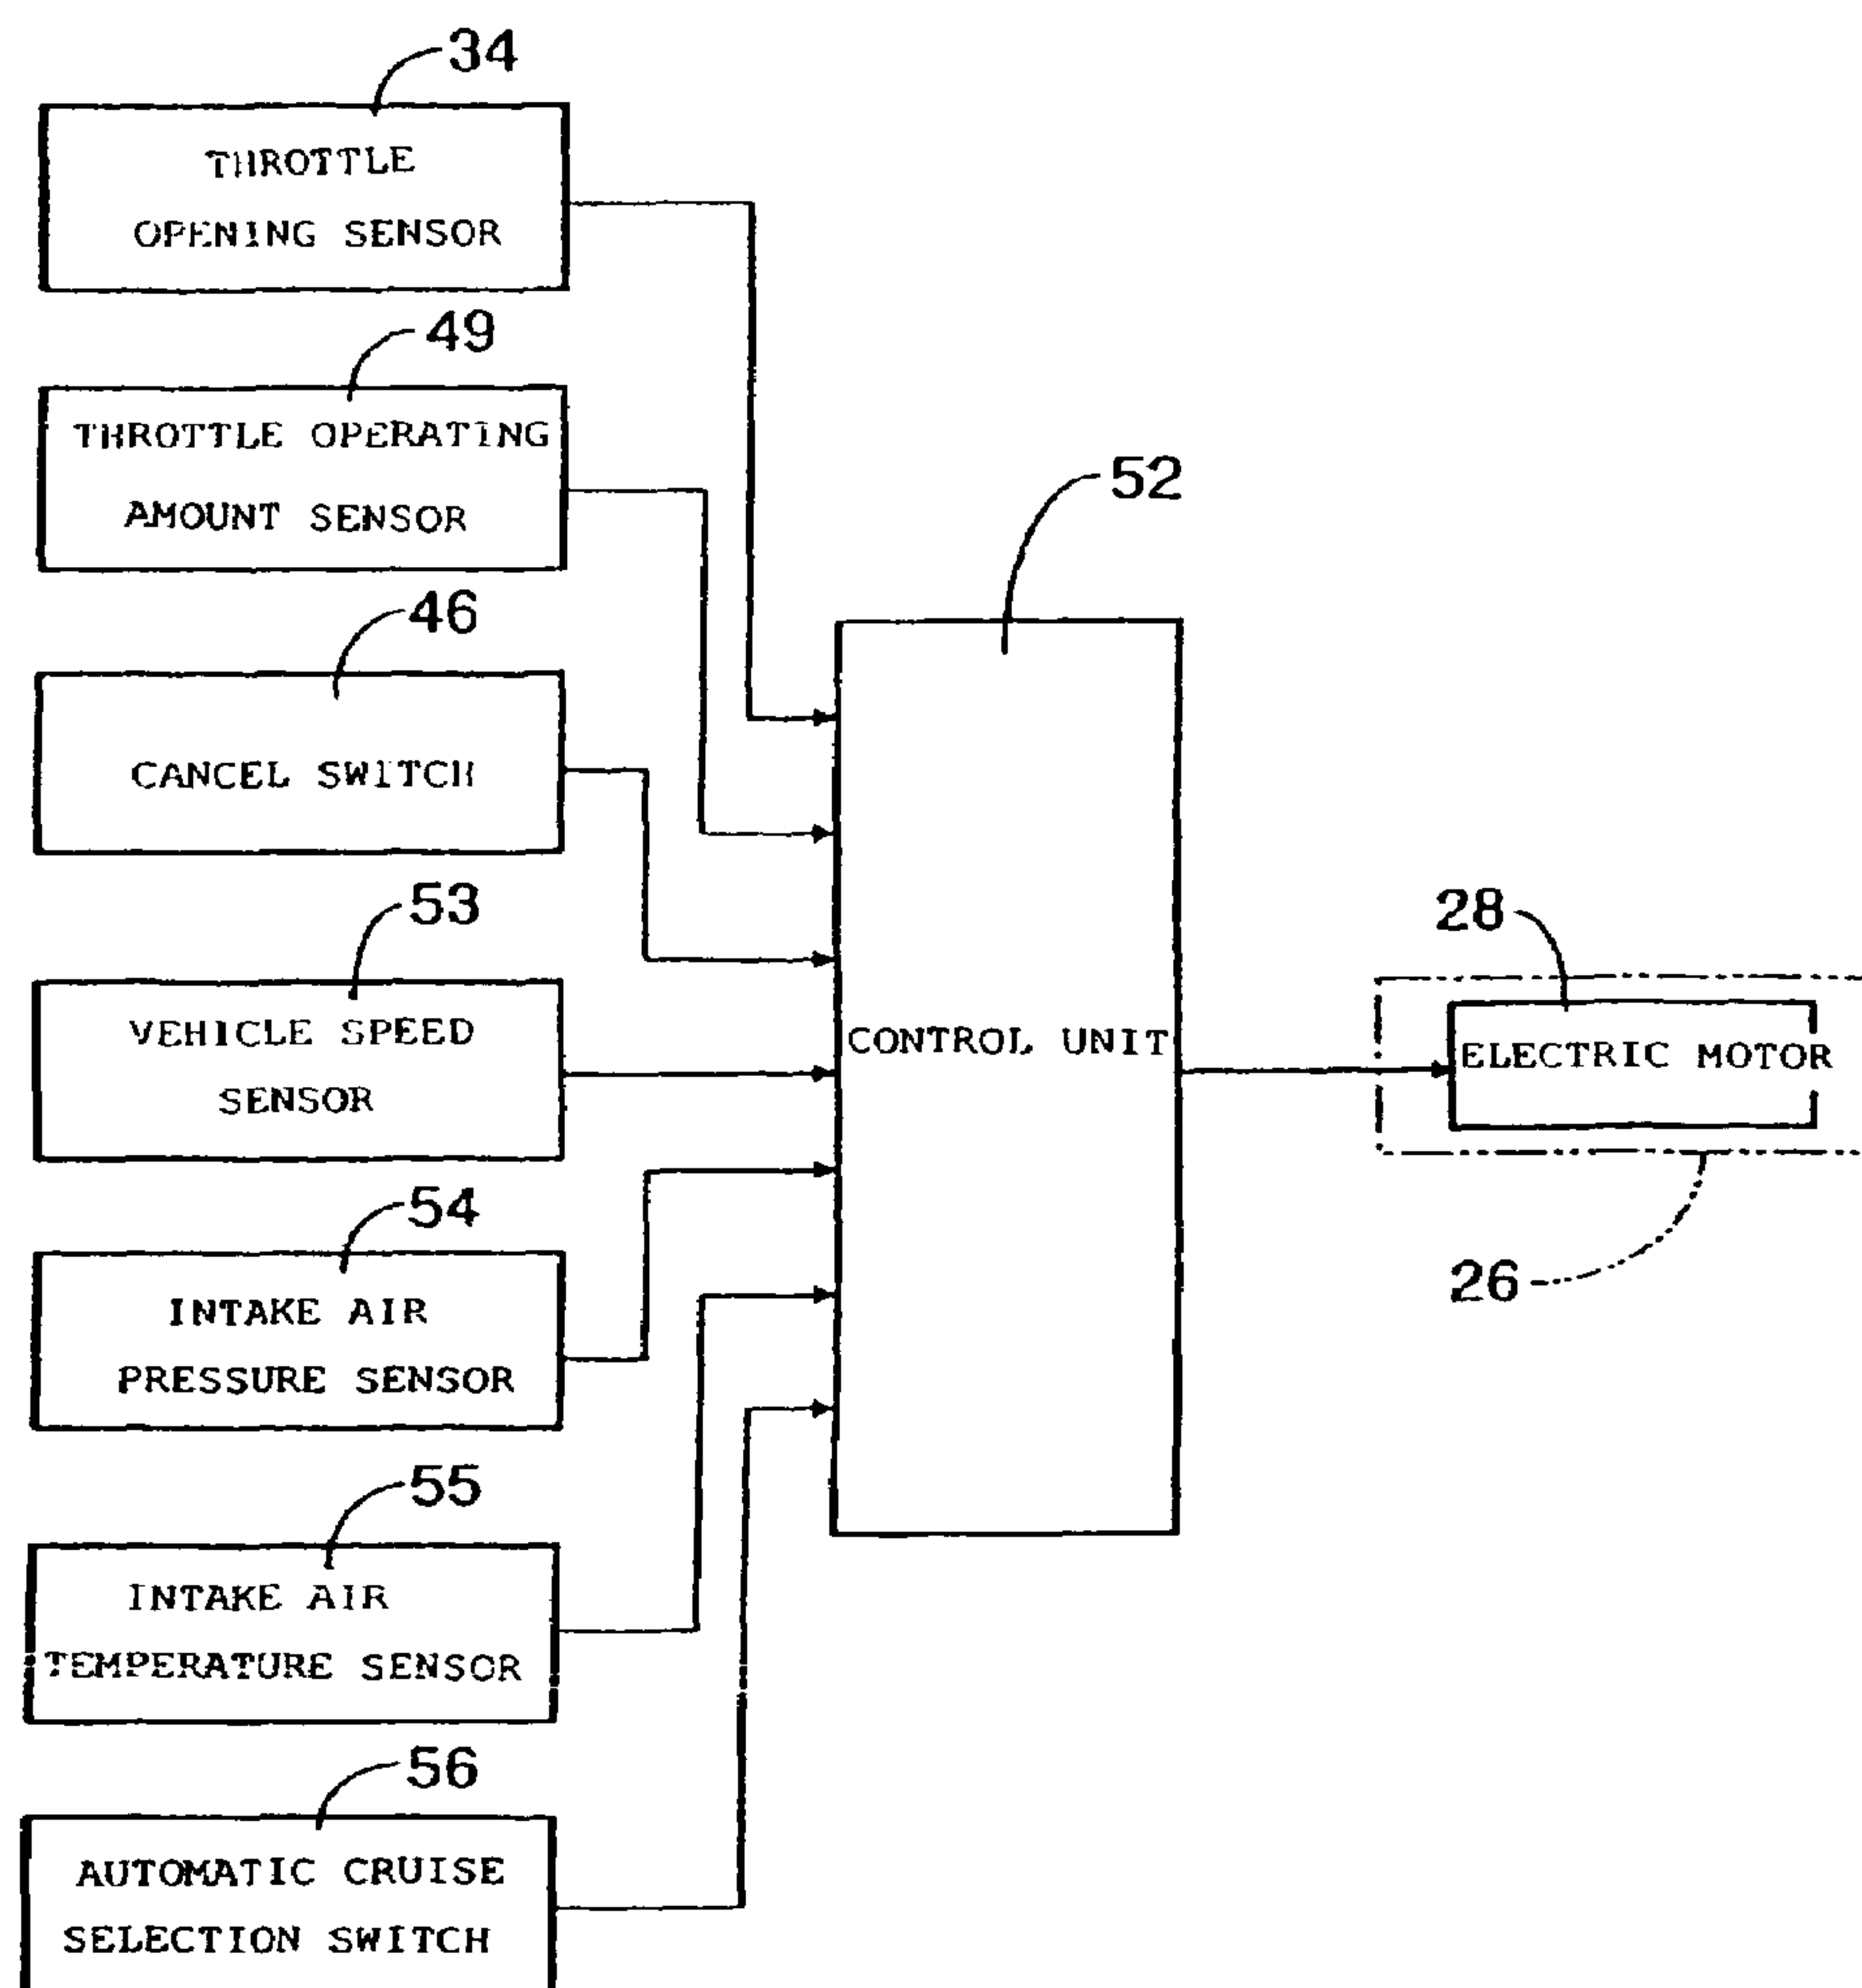 34
THROTTLE
OPENING SENSOR
49
THROTTLE OPERATING
AMOUNT SENSOR
46
CANCEL SWITCH
53
VEHICLE SPEED
SENSOR
54
INTAKE AIR
PRESSURE SENSOR
55
INTAKE AIR
TEMPERATURE SENSOR
56
AUTOMATIC CRUISE
SELECTION SWITCH
52
CONTROL UNIT
28
ELECTRIC MOTOR
26